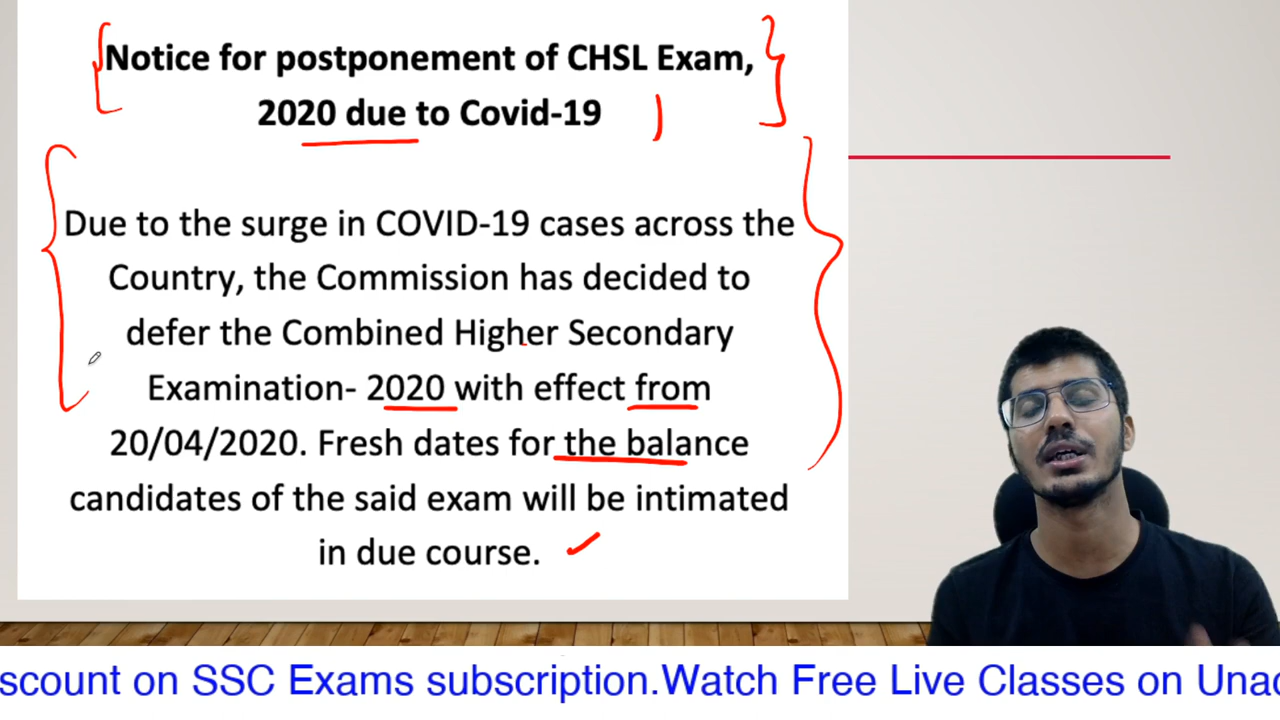 Notice for postponement of CHSL Exam,
2020 due to Covid-19
Due to the surge in COVID-19 cases across the
Country, the Commission has decided to
defer the Combined Higher Secondary
Examination- 2020 with effect from
20/04/2020. Fresh dates for the balance
candidates of the said exam will be intimated
in due course.
scount on SSC Exams subscription.Watch Free Live Classes on Unac